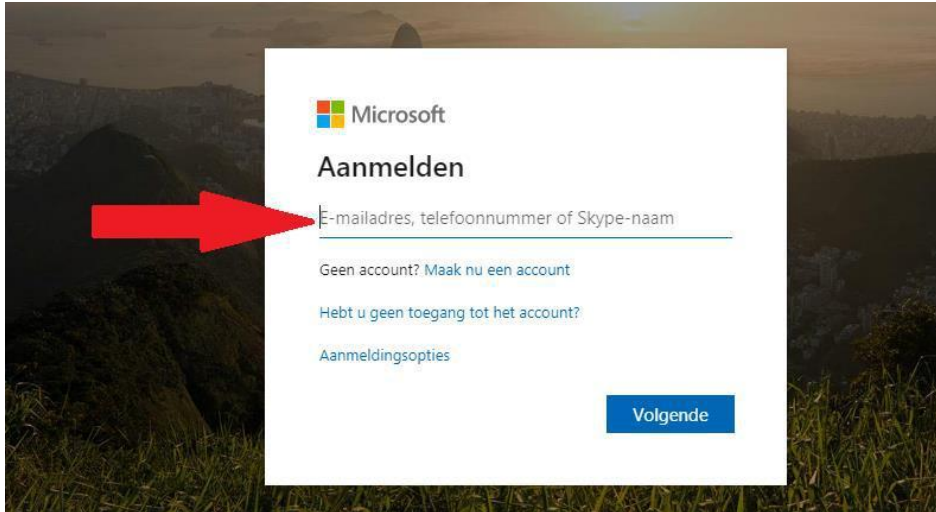 Microsoft
Aanmelden
E-mailadres, telefoonnummer of Skype-naam
Geen account? Maak nu een account
Hebt u geen toegang tot het account?
Aanmeldingsopties
Volgende